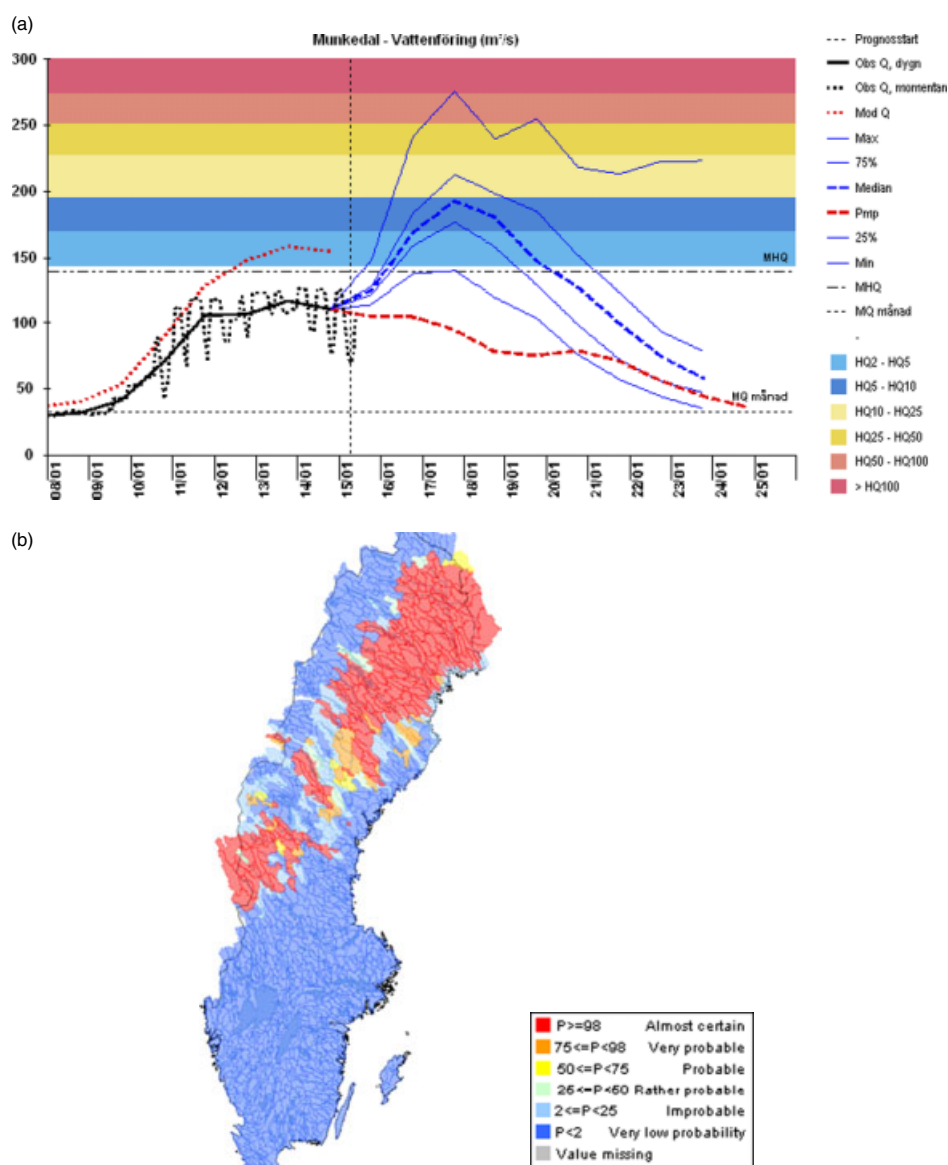 (a)
Munkedal - Vattenföring (m³/s)
300
250
200
150
100
50
0
MHQ
MQ månad
08/01
09/01
10/01
11/01
12/01
13/01
14/01
15/01
16/01
17/01
18/01
19/01
20/01
21/01
22/01
23/01
24/01
25/01
Prognosstart
Obs Q, dygn
Obs Q, momentan
Mod Q
Max
75%
Median
Pmp
25%
Min
MHQ
MQ månad
-
HQ2 - HQ5
HQ5 - HQ10
HQ10 - HQ25
HQ25 - HQ50
HQ50 - HQ100
> HQ100
(b)
P>=98 Almost certain
75<=P<98 Very probable
50<=P<75 Probable
25<=P<50 Rather probable
2<=P<25 Improbable
P<2 Very low probability
Value missing